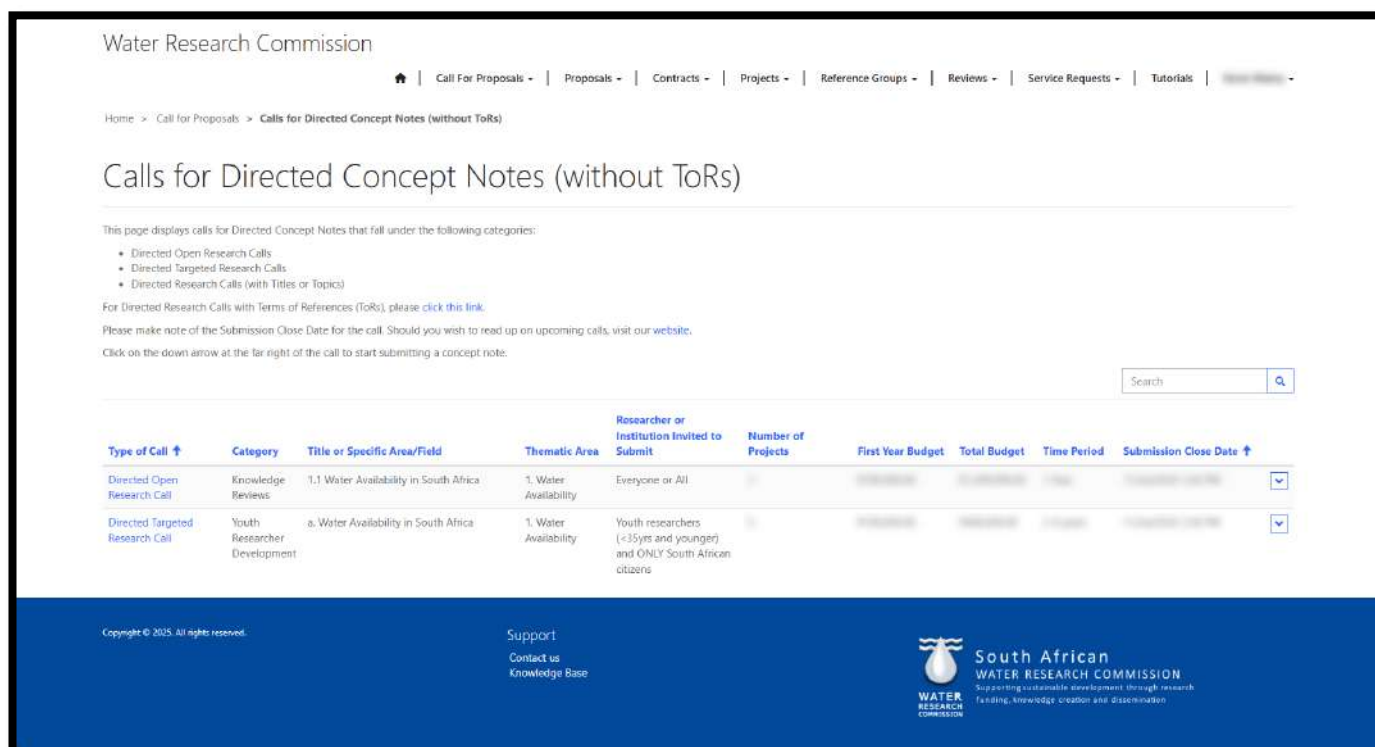 Water Research Commission
Call For Proposals | Proposals | Contracts | Projects | Reference Groups | Reviews | Service Requests | Tutorials |
Home > Call for Proposals > Calls for Directed Concept Notes (without ToRs)
Calls for Directed Concept Notes (without ToRs)
This page displays calls for Directed Concept Notes that fall under the following categories:
• Directed Open Research Calls
• Directed Targeted Research Calls
• Directed Research Calls (with Titles or Topics)
For Directed Research Calls with Terms of References (ToRs), please click this link.
Please make note of the Submission Close Date for the call. Should you wish to read up on upcoming calls, visit our website.
Click on the down arrow at the far right of the call to start submitting a concept note.
Search
Type of Call Category Title or Specific Area/Field Thematic Area Researcher or Institution Invited to Submit Number of Projects First Year Budget Total Budget Time Period Submission Close Date
Directed Open Research Call Knowledge Reviews 1.1 Water Availability in South Africa 1. Water Availability Everyone or All
Directed Targeted Research Call Youth Researcher Development a. Water Availability in South Africa 1. Water Availability Youth researchers (<35yrs and younger) and ONLY South African citizens
Copyright © 2025. All rights reserved.
Support
Contact us
Knowledge Base
WATER
RESEARCH
COMMISSION
South African
WATER RESEARCH COMMISSION
Supporting sustainable development through research
funding, knowledge creation and dissemination